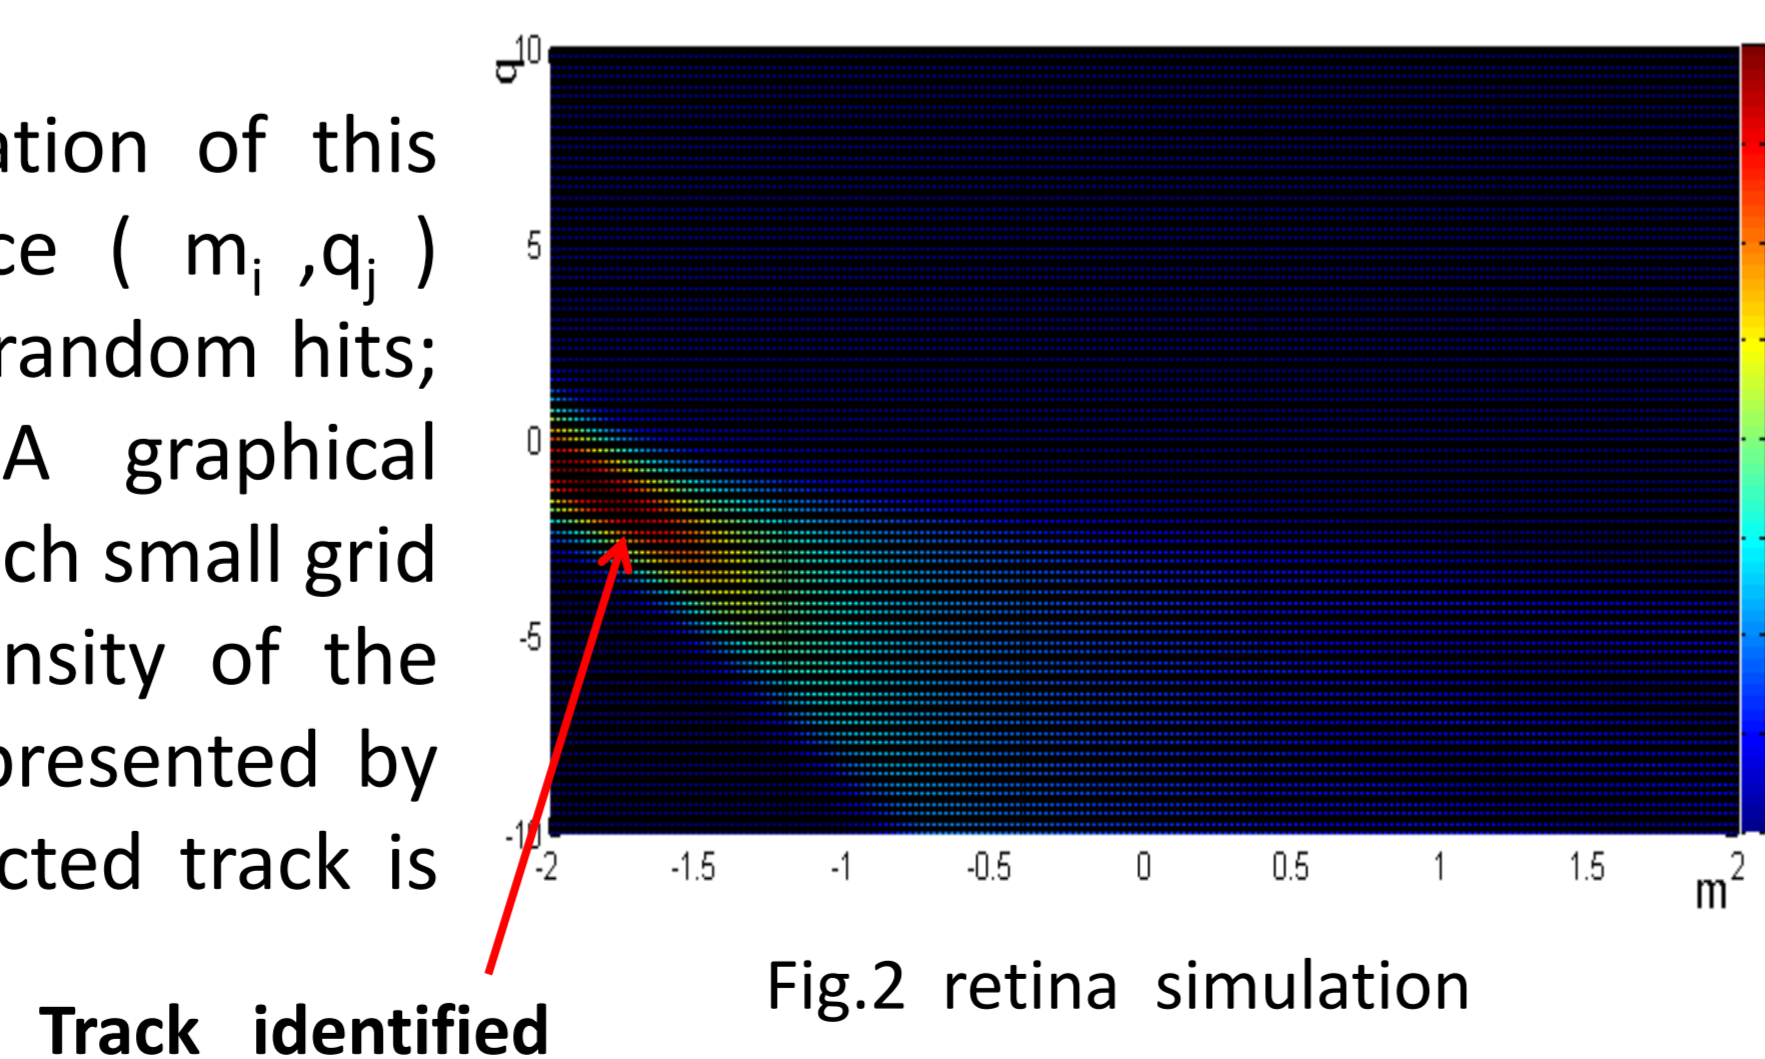 ation of this
ce ( mi ,qj )
random hits;
A graphical
ch small grid
nsity of the
presented by
cted track is
Track identified
q
10
5
0
-5
-10
-2 -1.5 -1 -0.5 0 0.5 1 1.5 2
m
Fig.2 retina simulation